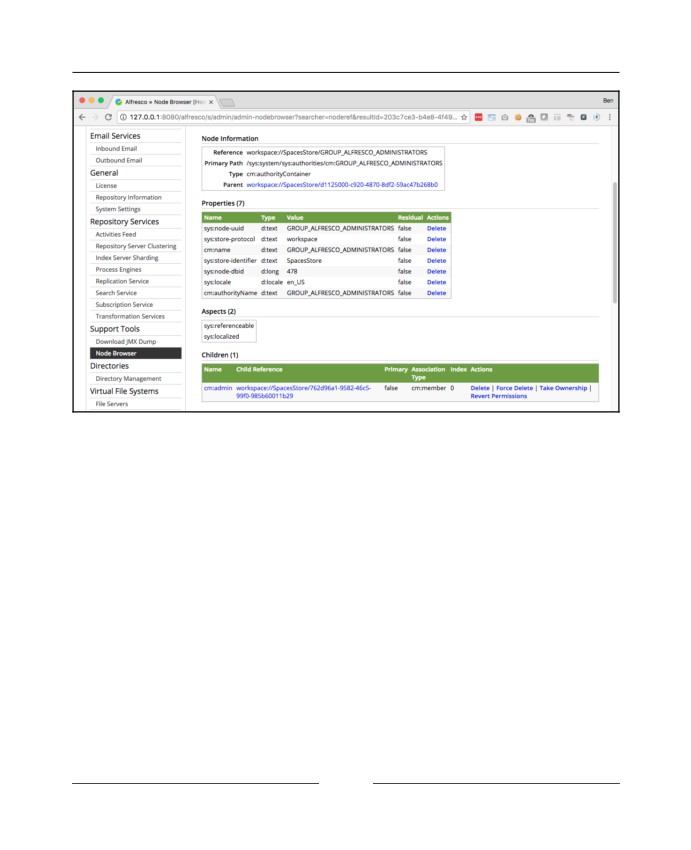 Alfresco » Node Browser (Nod ×
Ben
127.0.0.1:8080/alfresco/s/admin/admin-nodebrowser?searcher=noderef&resultId=203c7ce3-b4e8-4f49...
Email Services
Inbound Email
Outbound Email
General
License
Repository Information
System Settings
Repository Services
Activities Feed
Repository Server Clustering
Index Server Sharding
Process Engines
Replication Service
Search Service
Subscription Service
Transformation Services
Support Tools
Download JMX Dump
Node Browser
Directories
Directory Management
Virtual File Systems
File Servers
Node Information
Reference workspace://SpacesStore/GROUP_ALFRESCO_ADMINISTRATORS
Primary Path /sys:system/sys:authorities/cm:GROUP_ALFRESCO_ADMINISTRATORS
Type cm:authorityContainer
Parent workspace://SpacesStore/d1125000-c920-4870-8df2-59ac47b268b0
Properties (7)
Name Type Value Residual Actions
sys:node-uuid d:text GROUP_ALFRESCO_ADMINISTRATORS false Delete
sys:store-protocol d:text workspace false Delete
cm:name d:text GROUP_ALFRESCO_ADMINISTRATORS false Delete
sys:store-identifier d:text SpacesStore false Delete
sys:node-dbid d:long 478 false Delete
sys:locale d:locale en_US false Delete
cm:authorityName d:text GROUP_ALFRESCO_ADMINISTRATORS false Delete
Aspects (2)
sys:referenceable
sys:localized
Children (1)
Name Child Reference Primary Association Index Actions
Type
cm:admin workspace://SpacesStore/762d96a1-9582-46c5- false cm:member 0 Delete | Force Delete | Take Ownership |
99f0-985b60011b29 Revert Permissions